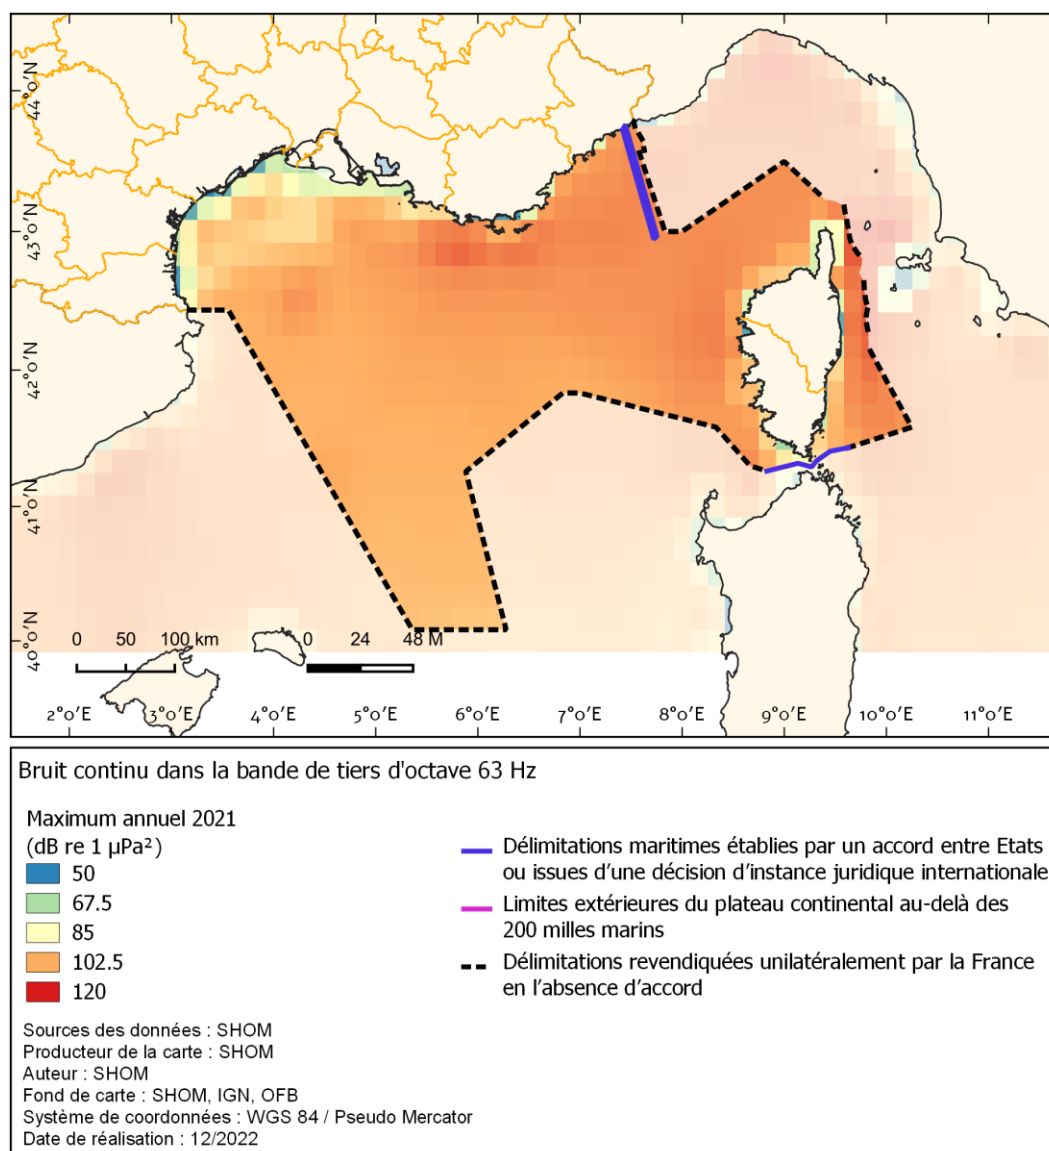 44°0'N
43°0'N
42°0'N
41°0'N
40°0'N
0 50 100 km
0 24 48 M
2°0'E 3°0'E 4°0'E 5°0'E 6°0'E 7°0'E 8°0'E 9°0'E 10°0'E 11°0'E
Bruit continu dans la bande de tiers d'octave 63 Hz
Maximum annuel 2021
(dB re 1 µPa²)
50
67.5
85
102.5
120
Délimitations maritimes établies par un accord entre Etats
ou issues d'une décision d'instance juridique internationale
Limites extérieures du plateau continental au-delà des
200 milles marins
Délimitations revendiquées unilatéralement par la France
en l'absence d'accord
Sources des données : SHOM
Producteur de la carte : SHOM
Auteur : SHOM
Fond de carte : SHOM, IGN, OFB
Système de coordonnées : WGS 84 / Pseudo Mercator
Date de réalisation : 12/2022